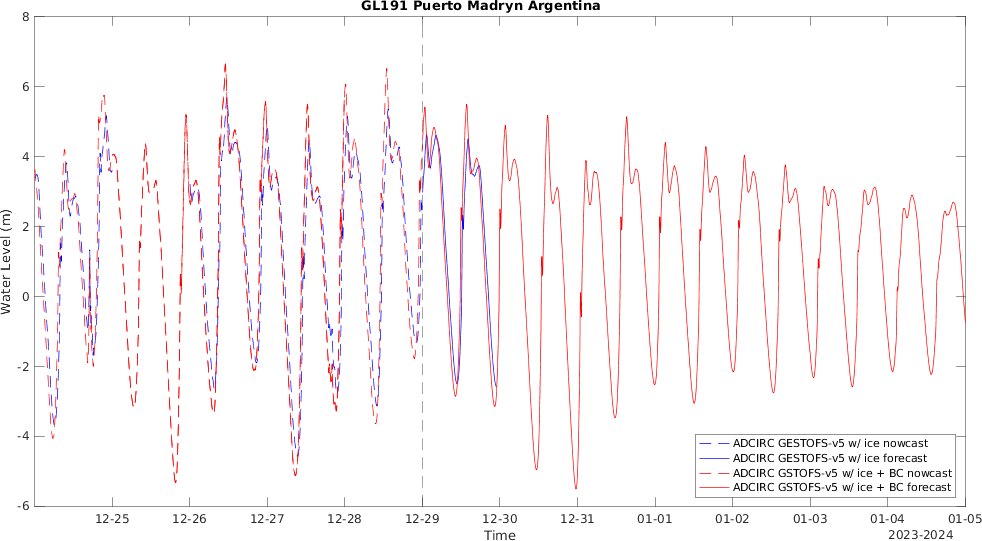 GL191 Puerto Madryn Argentina
8
6
4
2
0
-2
-4
-6
Water Level (m)
ADCIRC GESTOFS-v5 w/ ice nowcast
ADCIRC GESTOFS-v5 w/ ice forecast
ADCIRC GSTOFS-v5 w/ ice + BC nowcast
ADCIRC GSTOFS-v5 w/ ice + BC forecast
12-25 12-26 12-27 12-28 12-29 12-30 12-31 01-01 01-02 01-03 01-04 01-05
Time
2023-2024